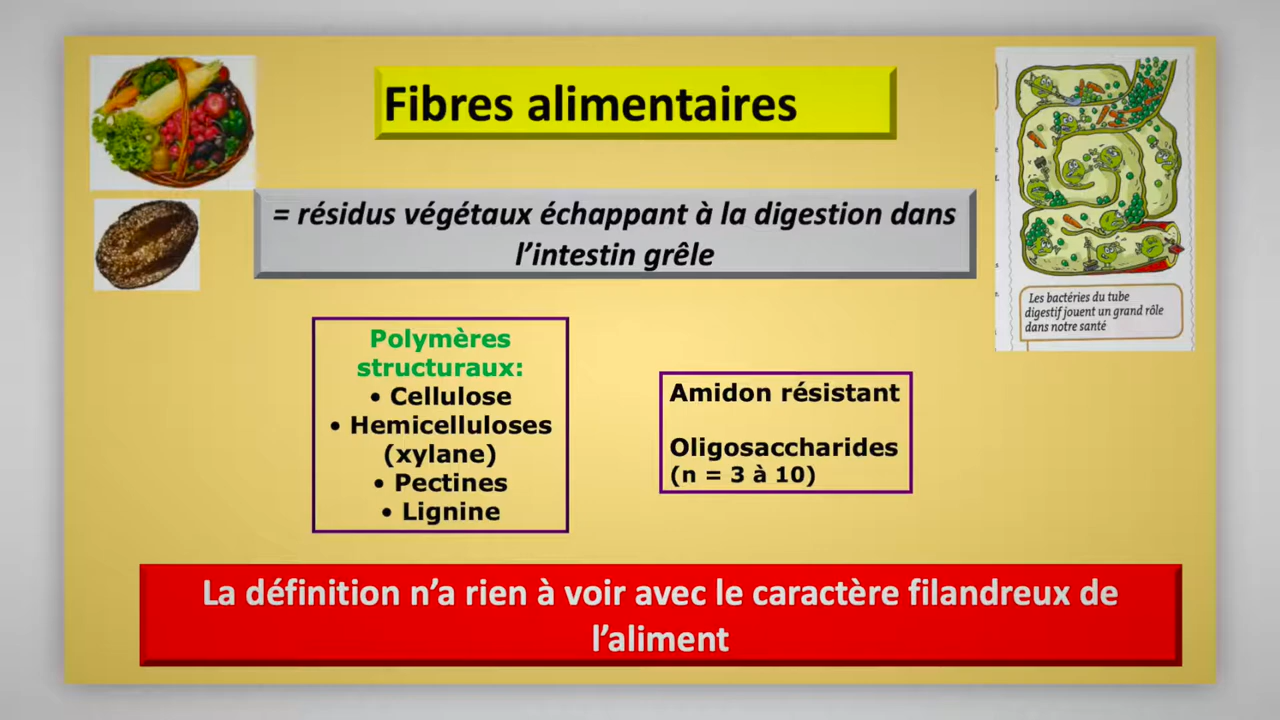 Fibres alimentaires
= résidus végétaux échappant à la digestion dans
l’intestin grêle
Les bactéries du tube
digestif jouent un grand rôle
dans notre santé
Polymères
structuraux:
• Cellulose
• Hemicelluloses
(xylane)
• Pectines
• Lignine
Amidon résistant
Oligosaccharides
(n = 3 à 10)
La définition n’a rien à voir avec le caractère filandreux de
l’aliment